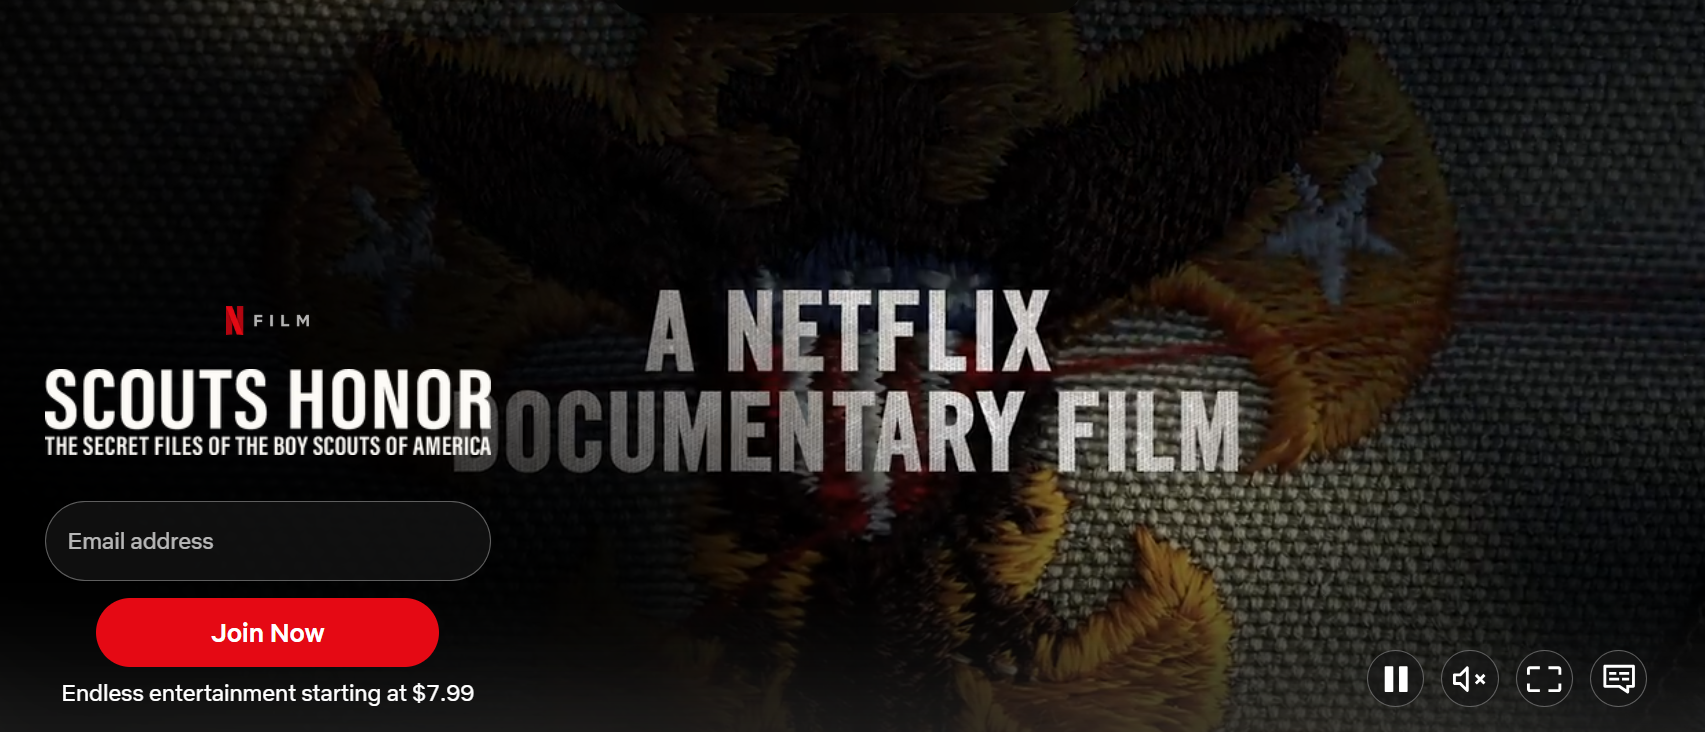 N FILM
SCOUTS HONOR
THE SECRET FILES OF THE BOY SCOUTS OF AMERICA
A NETFLIX
DOCUMENTARY FILM
Email address
Join Now
Endless entertainment starting at $7.99